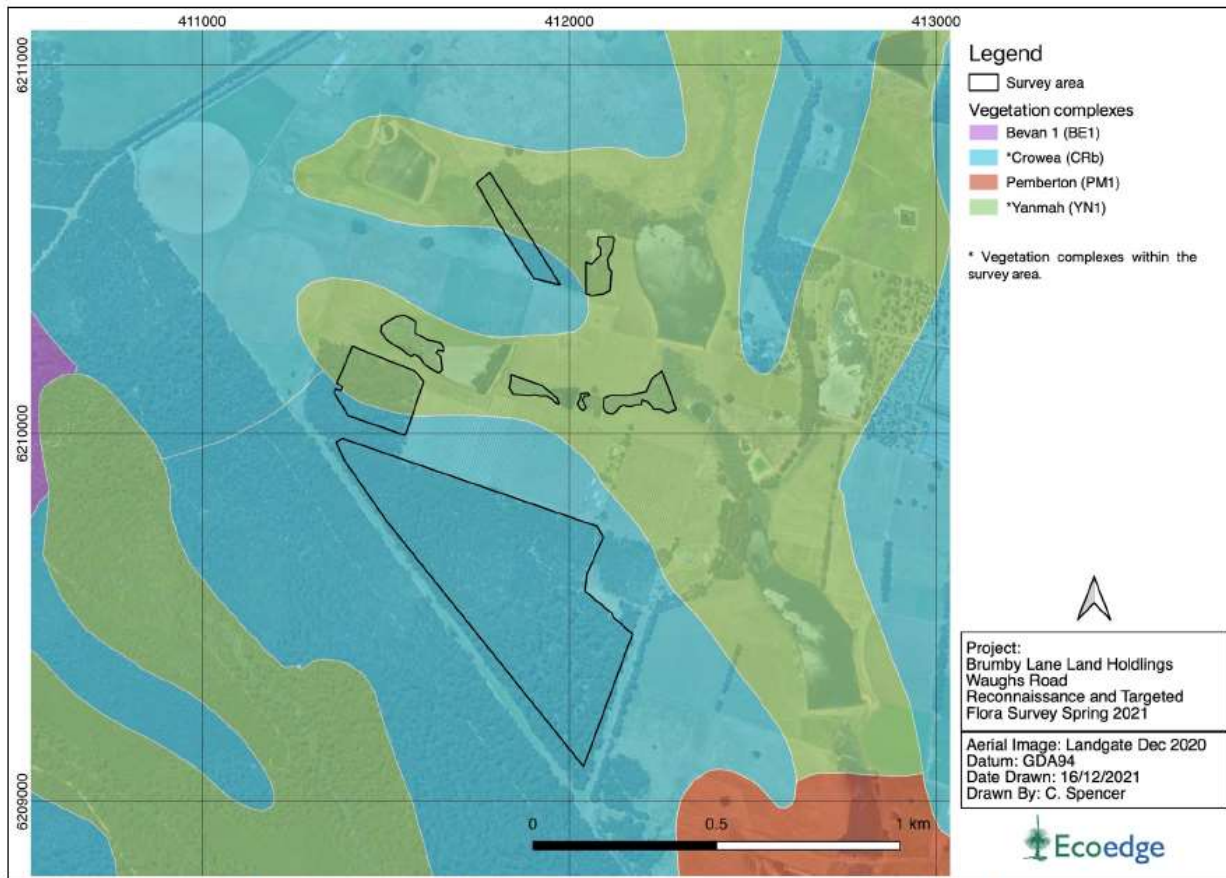 411000
412000
413000
6211000
6210000
6209000
Legend
Survey area
Vegetation complexes
Bevan 1 (BE1)
*Crowea (CRb)
Pemberton (PM1)
*Yanmah (YN1)
* Vegetation complexes within the
survey area.
Project:
Brumby Lane Land Holdlings
Waughs Road
Reconnaissance and Targeted
Flora Survey Spring 2021
Aerial Image: Landgate Dec 2020
Datum: GDA94
Date Drawn: 16/12/2021
Drawn By: C. Spencer
0
0.5
1 km
Ecoedge